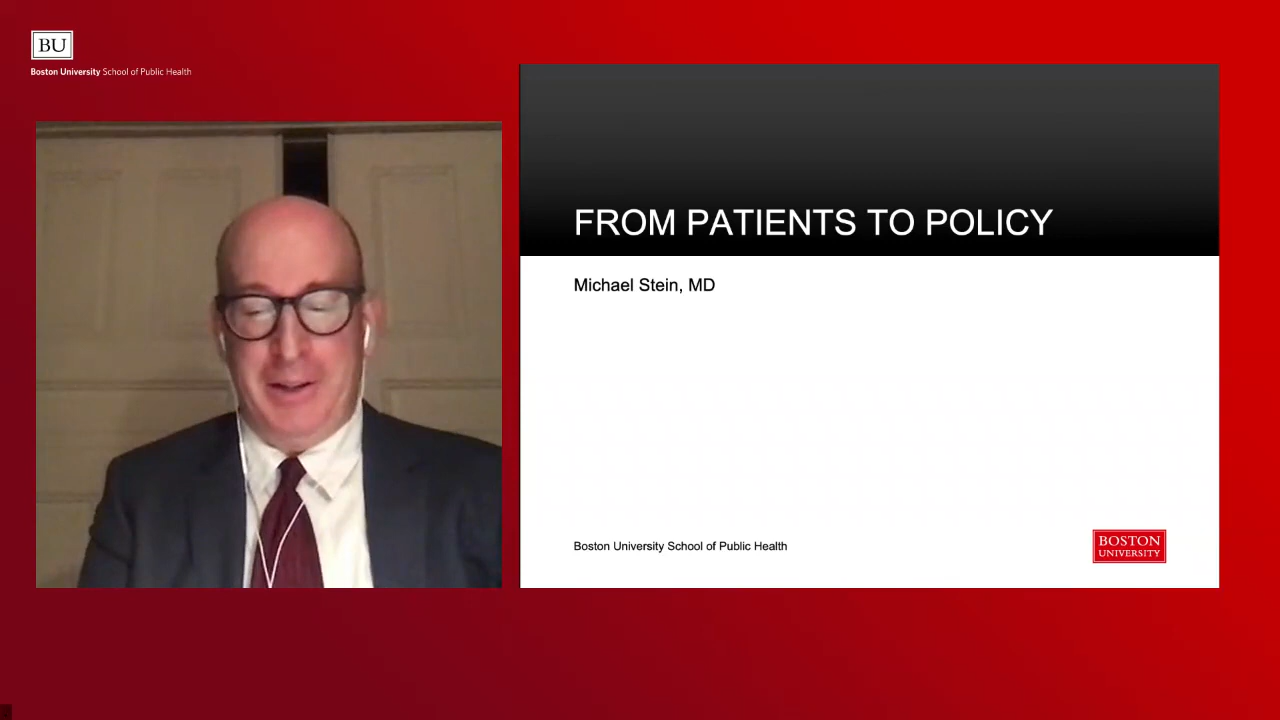 BU
Boston University School of Public Health
FROM PATIENTS TO POLICY
Michael Stein, MD
Boston University School of Public Health
BOSTON
UNIVERSITY